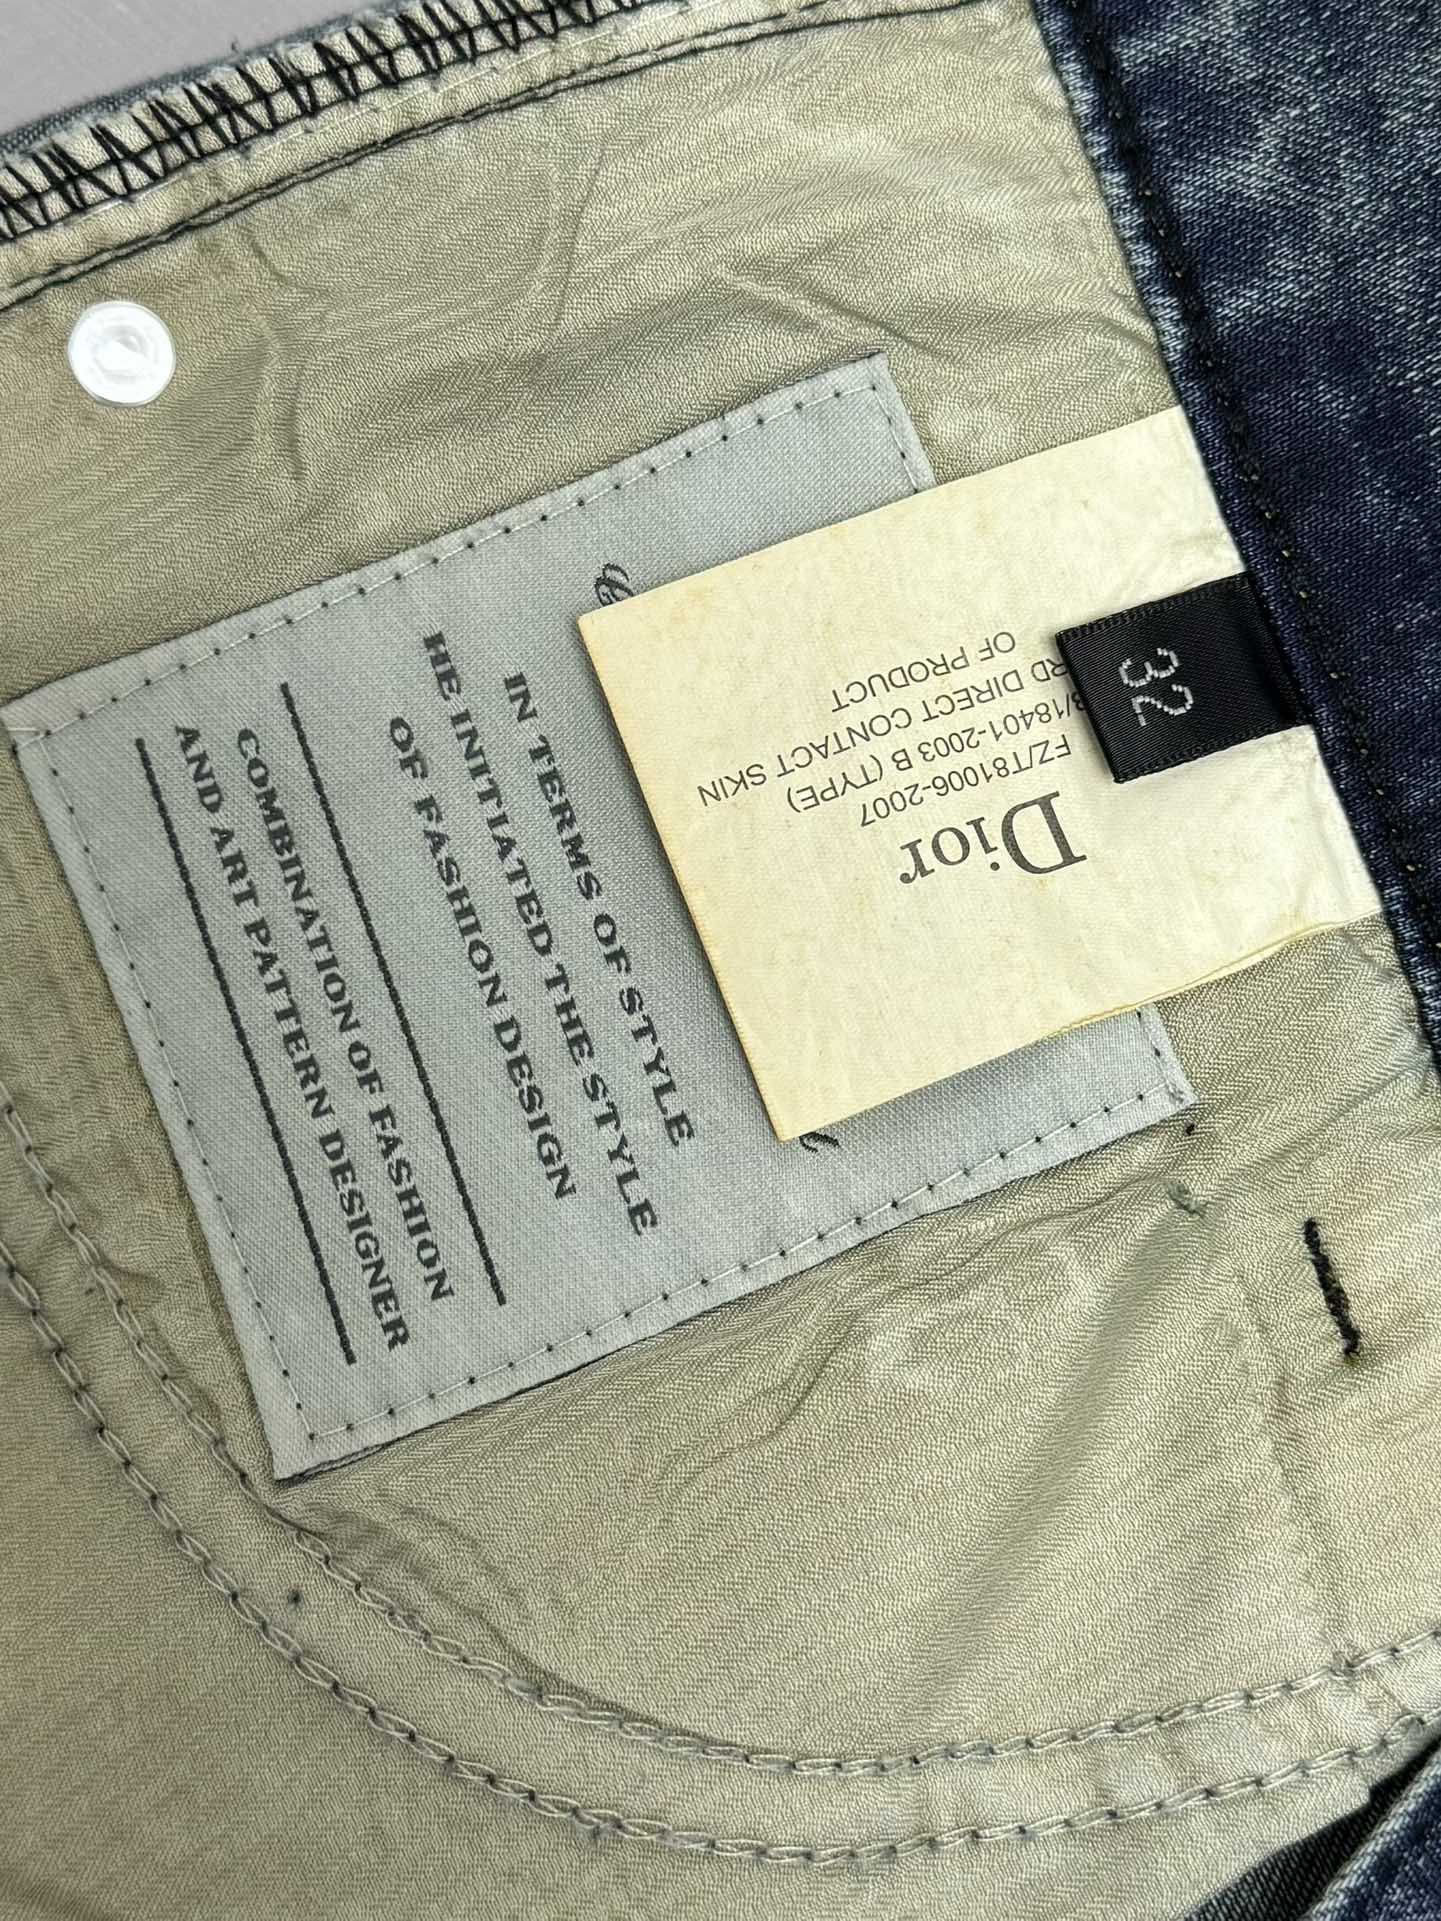 IN TERMS OF STYLE
HE INITIATED THE STYLE
OF FASHION DESIGN
COMBINATION OF FASHION
AND ART PATTERN DESIGNER
Dior
FZ/T81006-2007
/18401-2003 B (TYPE)
RD DIRECT CONTACT SKIN
OF PRODUCT
32